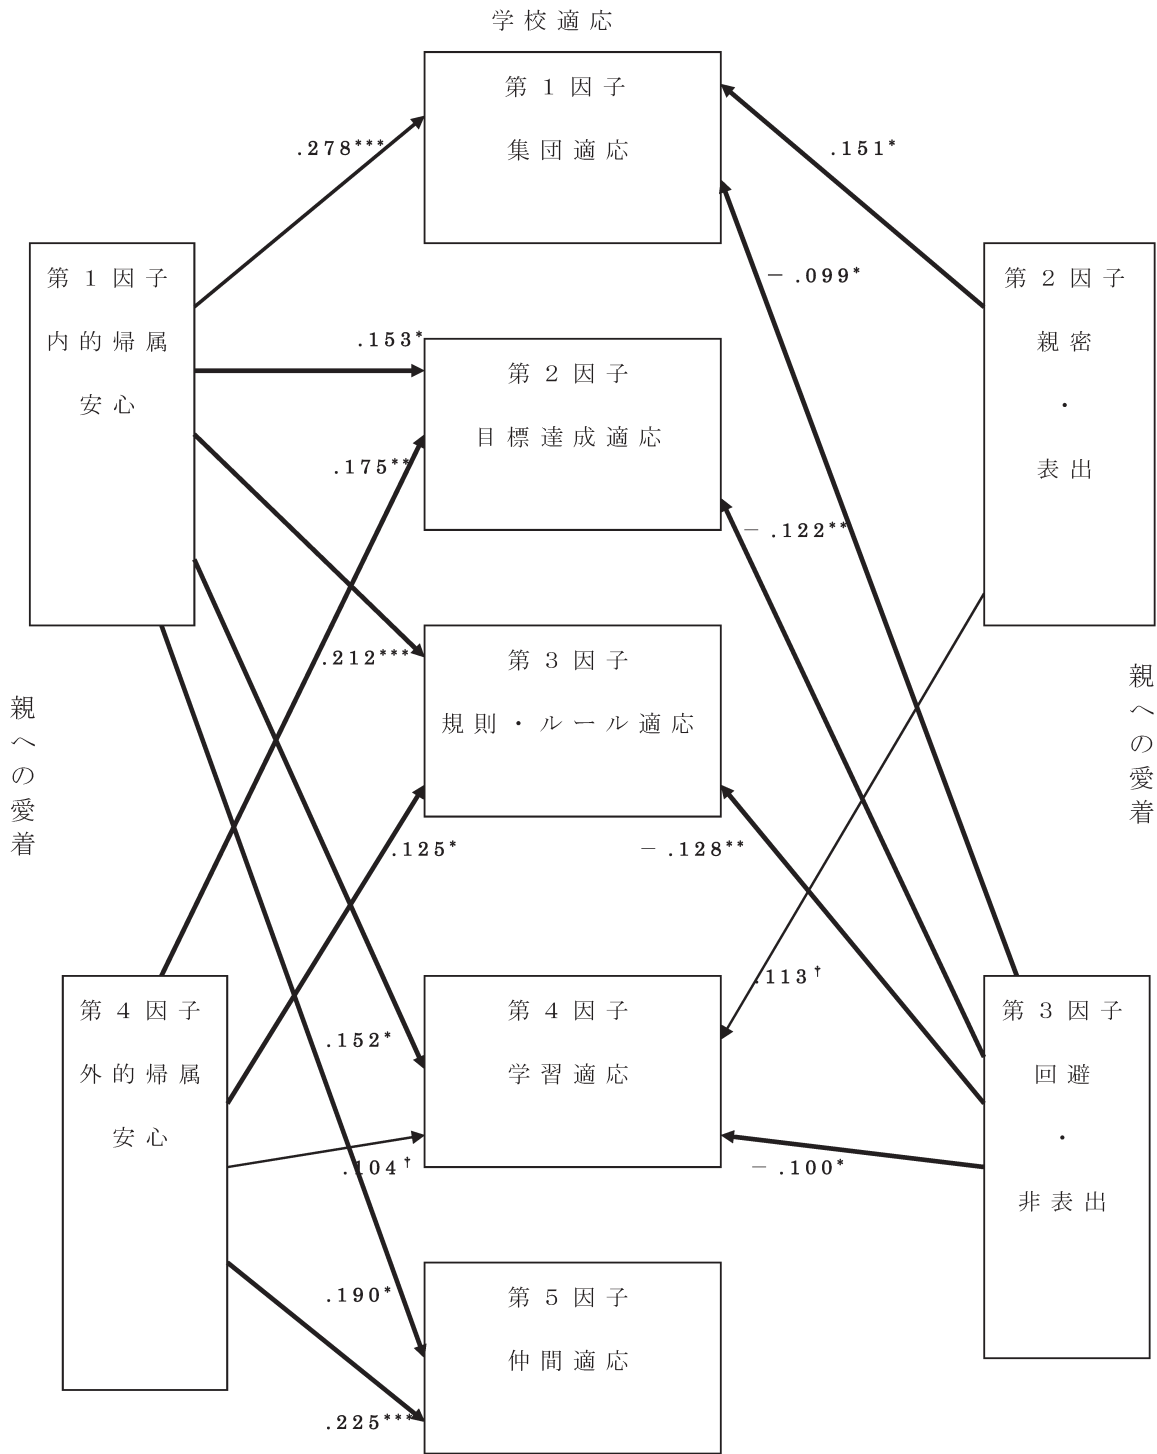 学校適応
第1因子
集団適応
.278***
.151*
第1因子
内的帰属
安心
－.099*
第2因子
親密
・
表出
.153*
第2因子
目標達成適応
.175**
－.122**
.212***
第3因子
規則・ルール適応
親への愛着
親への愛着
.125*
－.128**
第4因子
外的帰属
安心
.152*
第4因子
学習適応
.113†
第3因子
回避
・
非表出
.104†
－.100*
.190*
第5因子
仲間適応
.225***